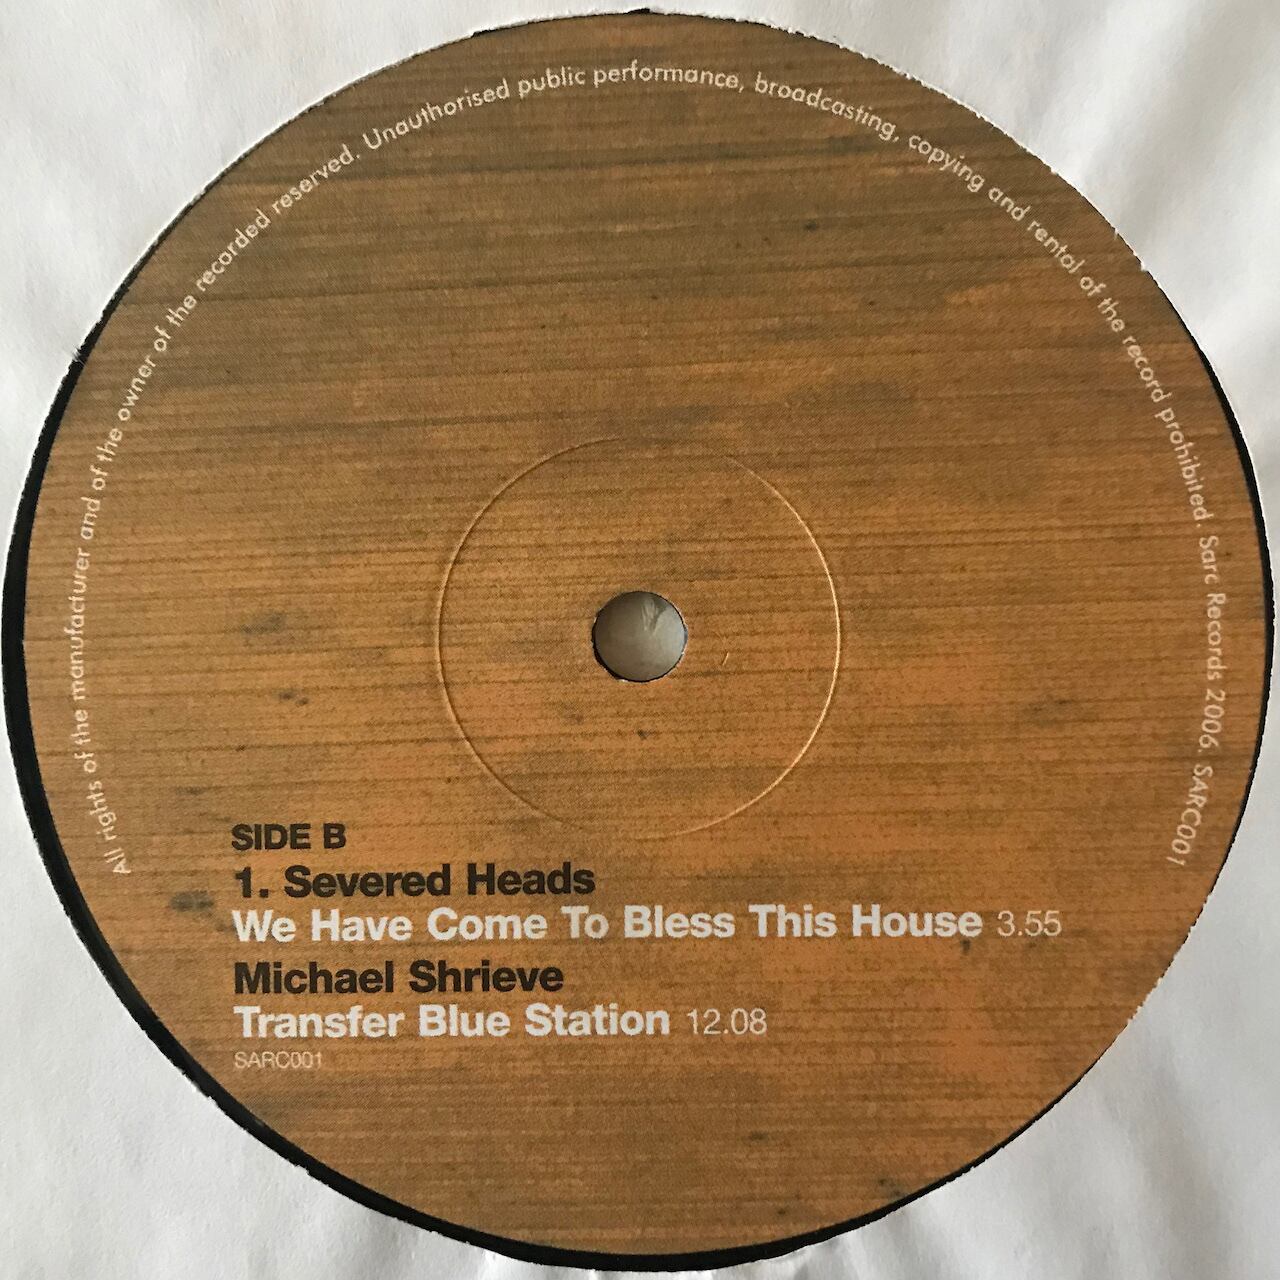 All rights of the manufacturer and of the owner of the recorded reserved. Unauthorised public performance, broadcasting, copying and rental of the record prohibited. Sarc Records 2006. SARC001
SIDE B
1. Severed Heads
We Have Come To Bless This House 3.55
Michael Shrieve
Transfer Blue Station 12.08
SARC001